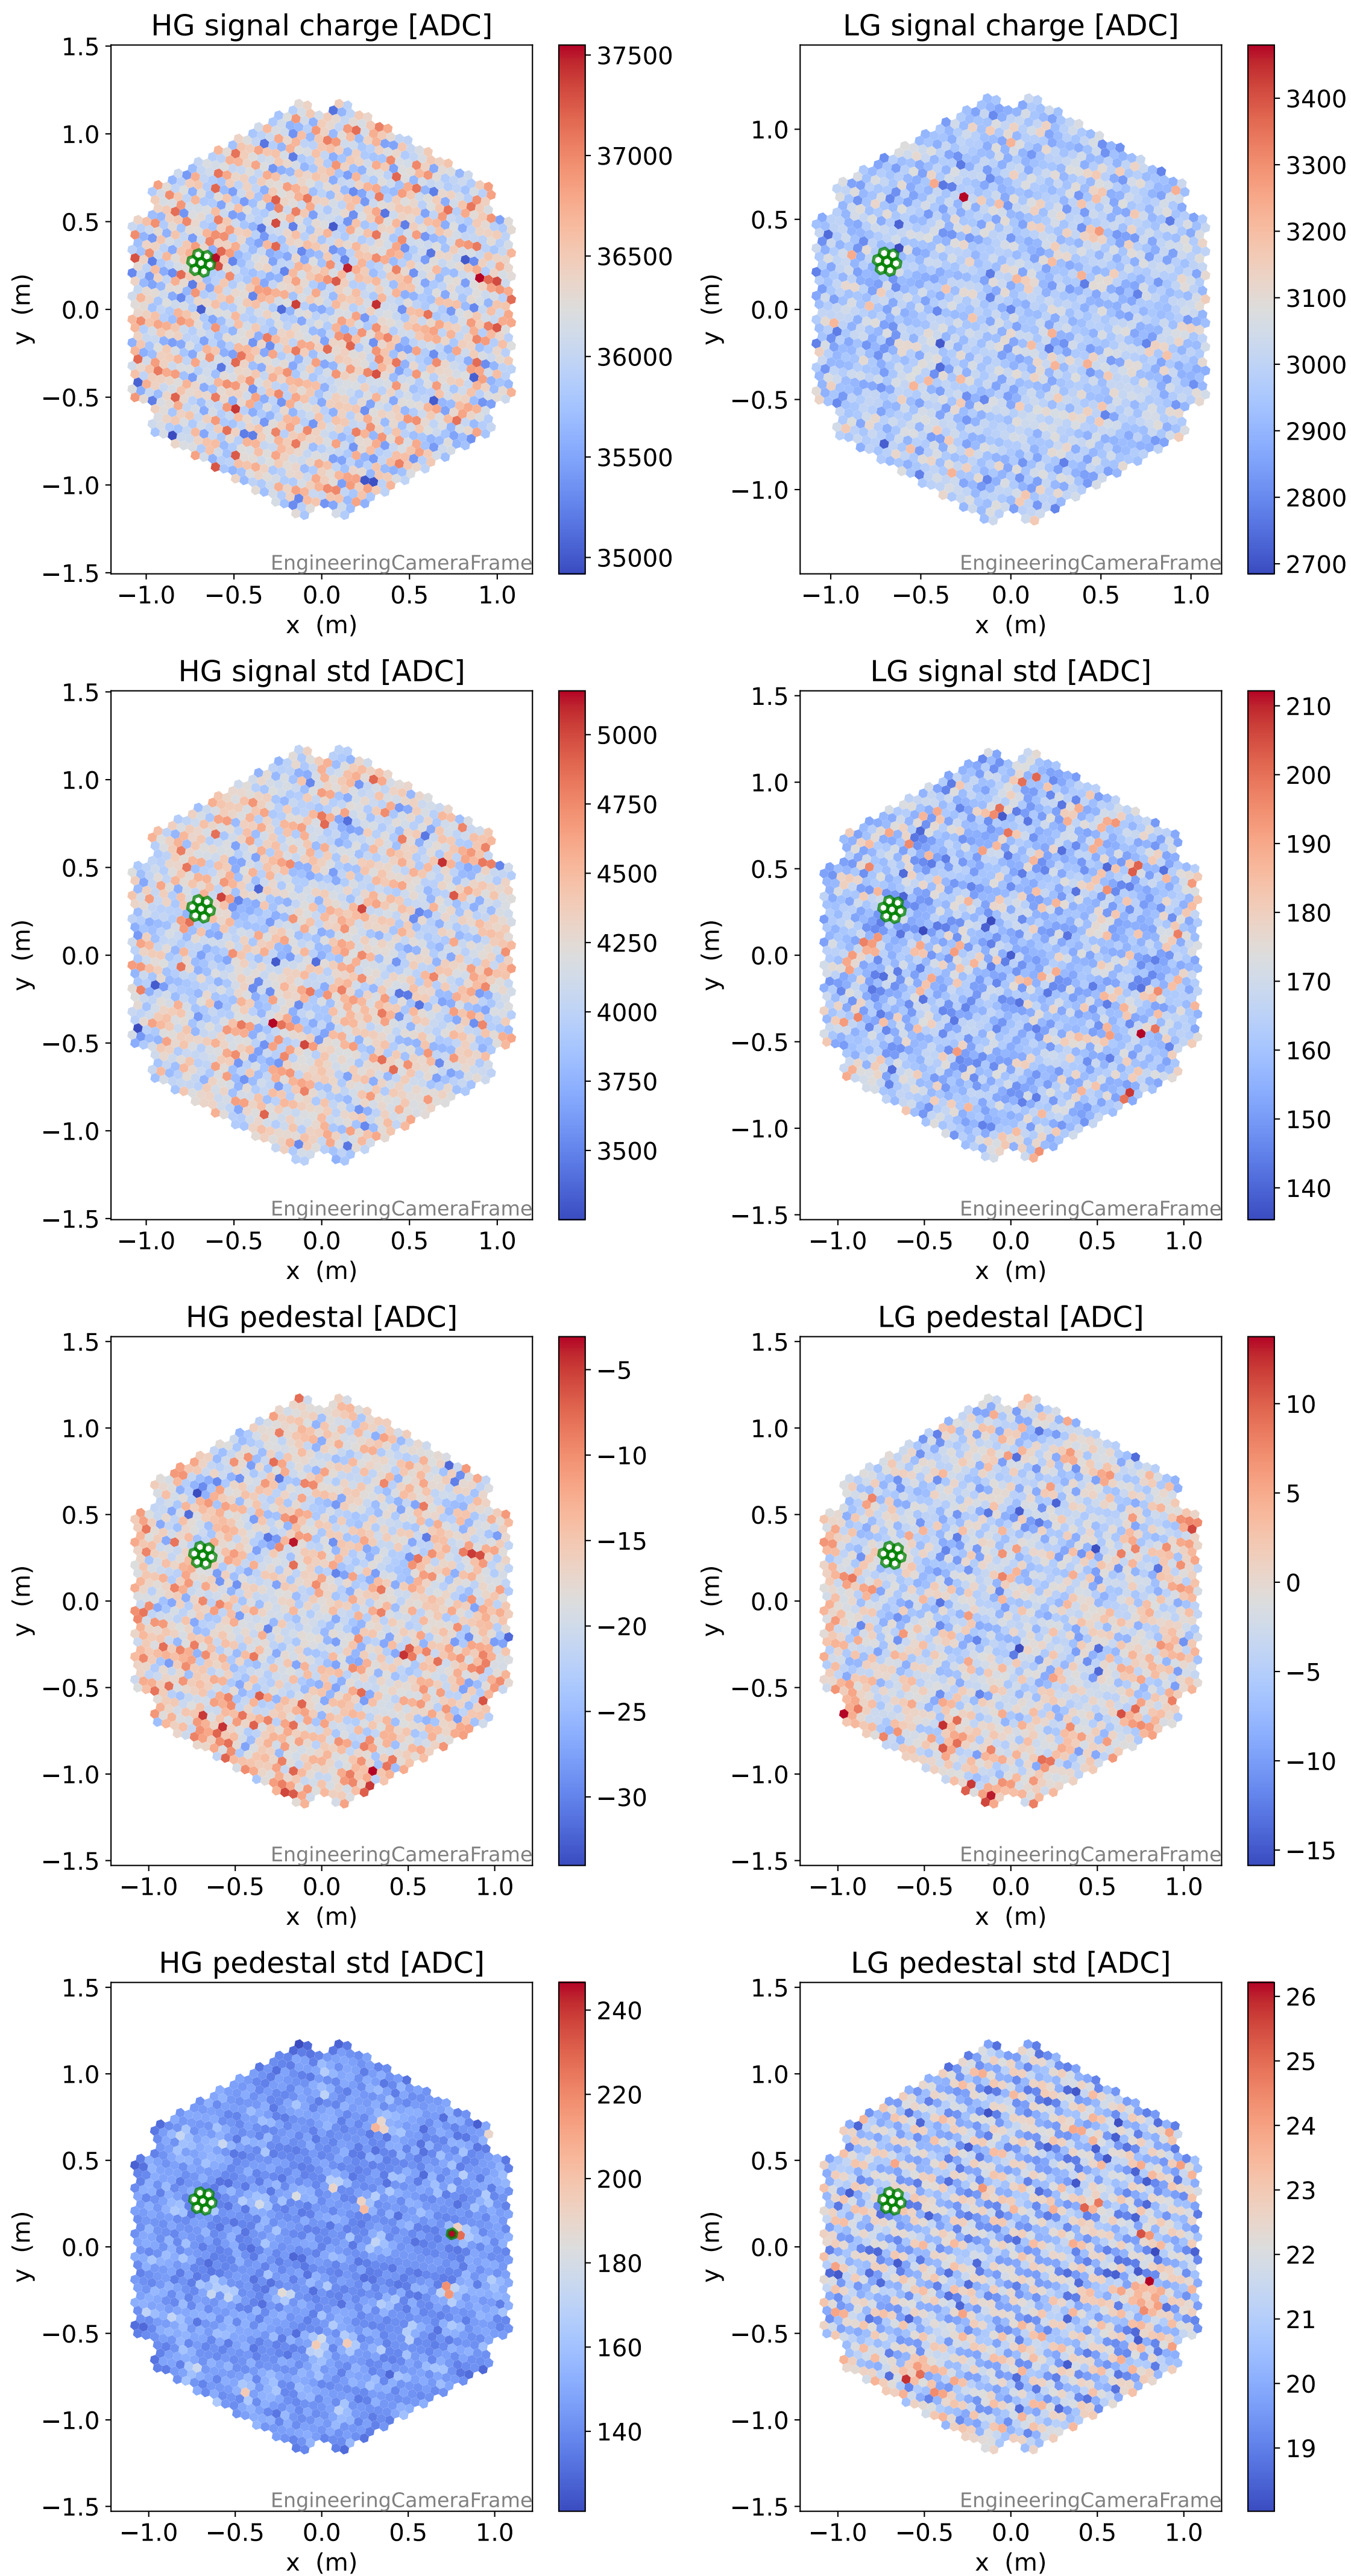 HG signal charge [ADC]
LG signal charge [ADC]
1.5
1.0
0.5
0.0
−0.5
−1.0
−1.5
y (m)
−1.0 −0.5 0.0 0.5 1.0
x (m)
EngineeringCameraFrame
37500
37000
36500
36000
35500
35000
1.0
0.5
0.0
−0.5
−1.0
y (m)
−1.0 −0.5 0.0 0.5 1.0
x (m)
EngineeringCameraFrame
3400
3300
3200
3100
3000
2900
2800
2700
HG signal std [ADC]
LG signal std [ADC]
1.5
1.0
0.5
0.0
−0.5
−1.0
−1.5
y (m)
−1.0 −0.5 0.0 0.5 1.0
x (m)
EngineeringCameraFrame
5000
4750
4500
4250
4000
3750
3500
1.5
1.0
0.5
0.0
−0.5
−1.0
−1.5
y (m)
−1.0 −0.5 0.0 0.5 1.0
x (m)
EngineeringCameraFrame
210
200
190
180
170
160
150
140
HG pedestal [ADC]
LG pedestal [ADC]
1.5
1.0
0.5
0.0
−0.5
−1.0
−1.5
y (m)
−1.0 −0.5 0.0 0.5 1.0
x (m)
EngineeringCameraFrame
−5
−10
−15
−20
−25
−30
1.5
1.0
0.5
0.0
−0.5
−1.0
−1.5
y (m)
−1.0 −0.5 0.0 0.5 1.0
x (m)
EngineeringCameraFrame
10
5
0
−5
−10
−15
HG pedestal std [ADC]
LG pedestal std [ADC]
1.5
1.0
0.5
0.0
−0.5
−1.0
−1.5
y (m)
−1.0 −0.5 0.0 0.5 1.0
x (m)
EngineeringCameraFrame
240
220
200
180
160
140
1.5
1.0
0.5
0.0
−0.5
−1.0
−1.5
y (m)
−1.0 −0.5 0.0 0.5 1.0
x (m)
EngineeringCameraFrame
26
25
24
23
22
21
20
19